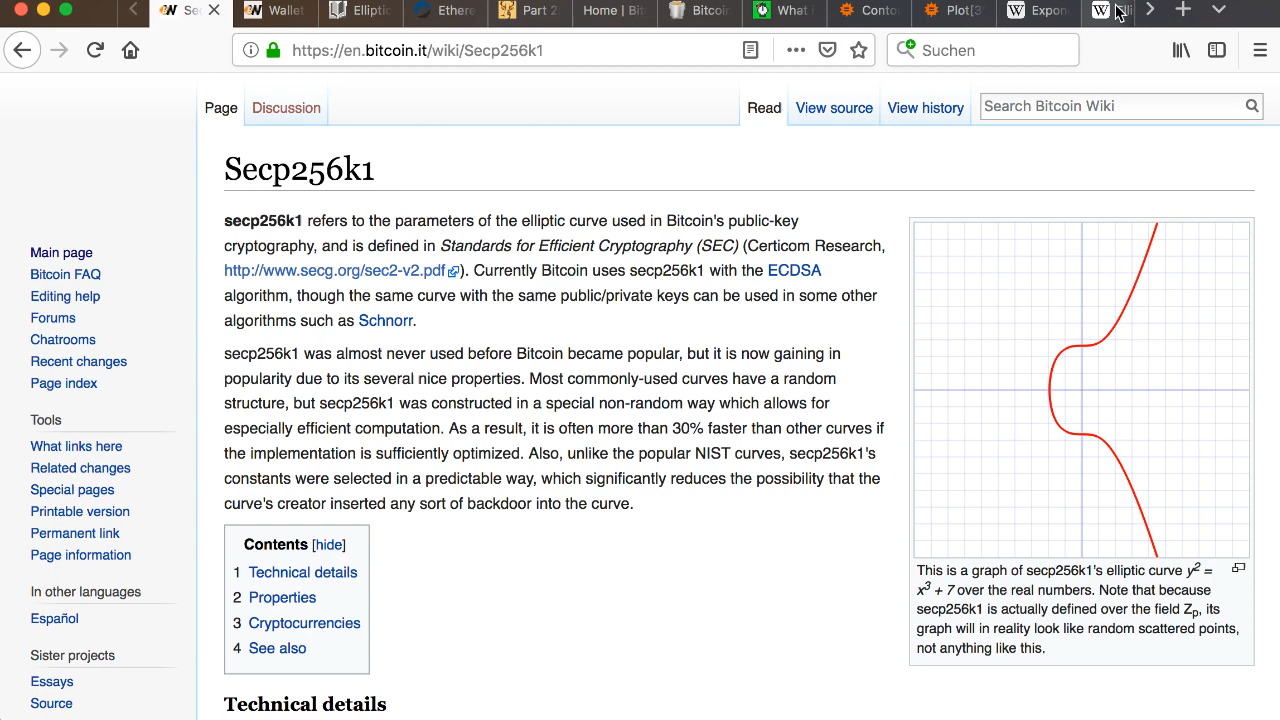 Se
Wallet
Elliptic
Ethere
Part 2
Home | Bit
Bitcoin
What i
Conto
Plot[3
Expon
Elli
https://en.bitcoin.it/wiki/Secp256k1
Suchen
Page
Discussion
Read
View source
View history
Search Bitcoin Wiki
Secp256k1
secp256k1 refers to the parameters of the elliptic curve used in Bitcoin's public-key
cryptography, and is defined in Standards for Efficient Cryptography (SEC) (Certicom Research,
http://www.secg.org/sec2-v2.pdf). Currently Bitcoin uses secp256k1 with the ECDSA
algorithm, though the same curve with the same public/private keys can be used in some other
algorithms such as Schnorr.
secp256k1 was almost never used before Bitcoin became popular, but it is now gaining in
popularity due to its several nice properties. Most commonly-used curves have a random
structure, but secp256k1 was constructed in a special non-random way which allows for
especially efficient computation. As a result, it is often more than 30% faster than other curves if
the implementation is sufficiently optimized. Also, unlike the popular NIST curves, secp256k1's
constants were selected in a predictable way, which significantly reduces the possibility that the
curve's creator inserted any sort of backdoor into the curve.
Contents [hide]
1 Technical details
2 Properties
3 Cryptocurrencies
4 See also
Technical details
This is a graph of secp256k1's elliptic curve y² =
x³ + 7 over the real numbers. Note that because
secp256k1 is actually defined over the field Zp, its
graph will in reality look like random scattered points,
not anything like this.
Main page
Bitcoin FAQ
Editing help
Forums
Chatrooms
Recent changes
Page index
Tools
What links here
Related changes
Special pages
Printable version
Permanent link
Page information
In other languages
Español
Sister projects
Essays
Source